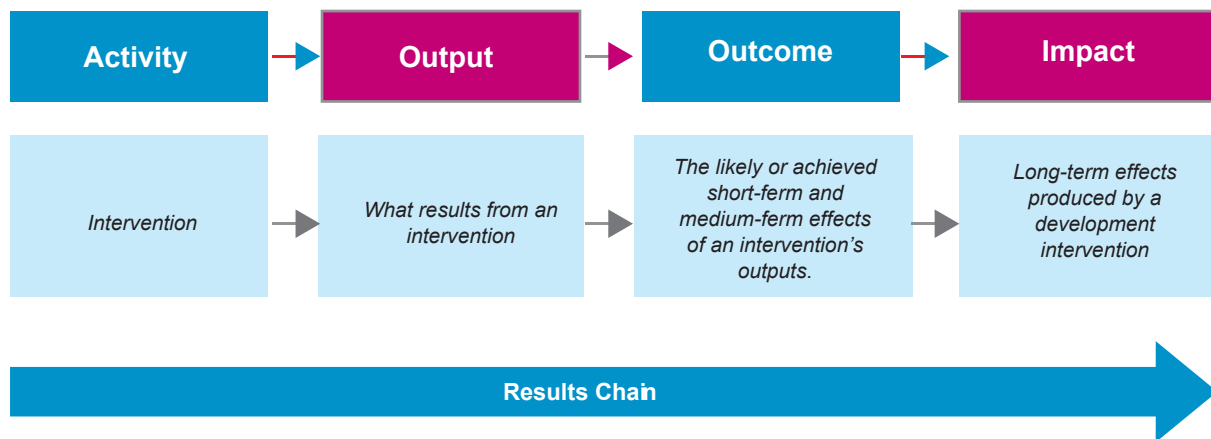 Activity
Output
Outcome
Impact
Intervention
What results from an
intervention
The likely or achieved
short-ferm and
medium-ferm effects
of an intervention's
outputs.
Long-term effects
produced by a
development
intervention
Results Chain